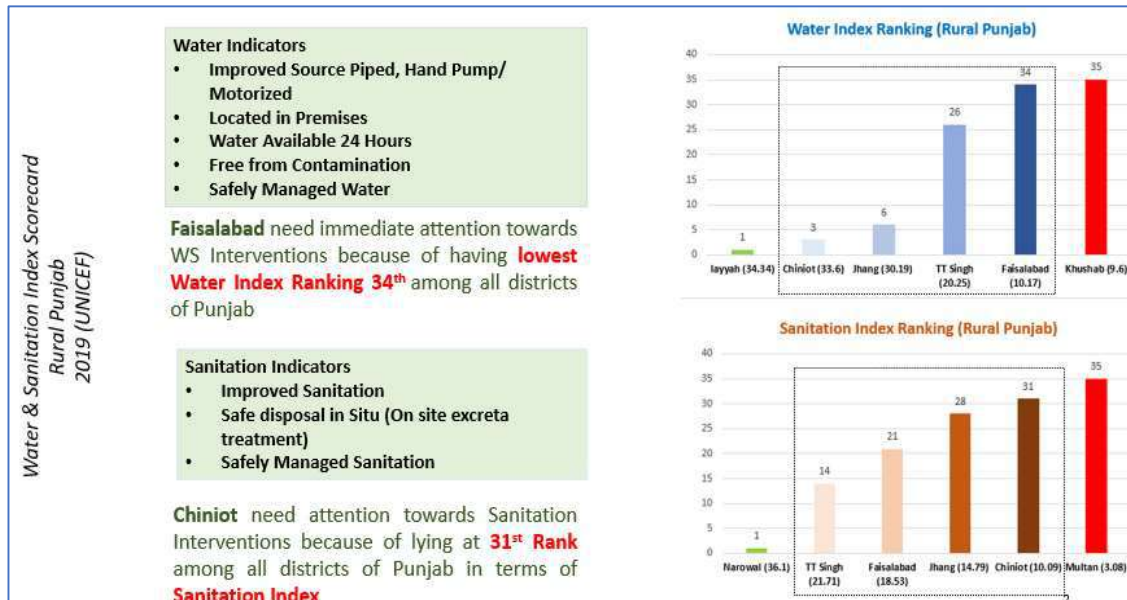 Water & Sanitation Index Scorecard
Rural Punjab
2019 (UNICEF)
Water Indicators
• Improved Source Piped, Hand Pump/
Motorized
• Located in Premises
• Water Available 24 Hours
• Free from Contamination
• Safely Managed Water
Faisalabad need immediate attention towards
WS Interventions because of having lowest
Water Index Ranking 34th among all districts
of Punjab
Sanitation Indicators
• Improved Sanitation
• Safe disposal in Situ (On site excreta
treatment)
• Safely Managed Sanitation
Chiniot need attention towards Sanitation
Interventions because of lying at 31st Rank
among all districts of Punjab in terms of
Sanitation Index
Water Index Ranking (Rural Punjab)
40
35
30
25
20
15
10
5
0
1
3
6
26
34
35
layyah (34.34)
Chiniot (33.6)
Jhang (30.19)
TT Singh
(20.25)
Faisalabad
(10.17)
Khushab (9.6)
Sanitation Index Ranking (Rural Punjab)
40
35
30
25
20
15
10
5
0
1
14
21
28
31
35
Narowal (36.1)
TT Singh
(21.71)
Faisalabad
(18.53)
Jhang (14.79)
Chiniot (10.09)
Multan (3.08)